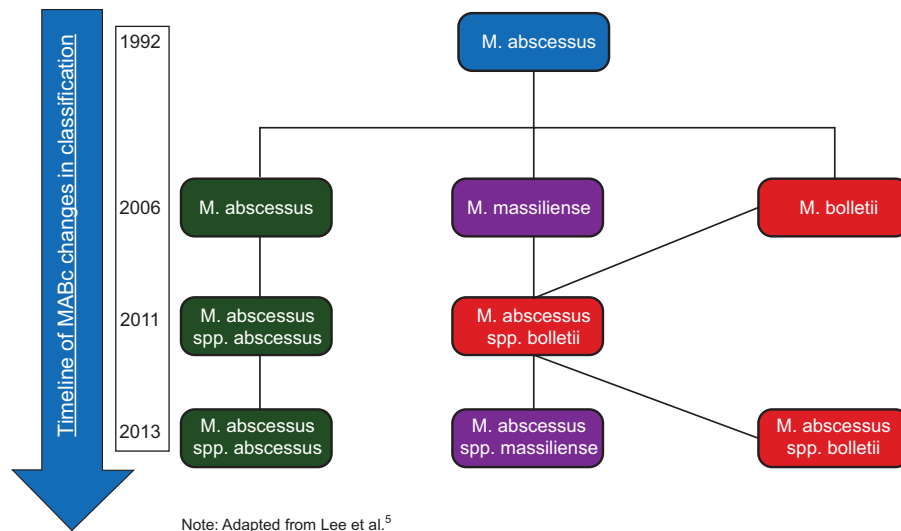 Timeline of MABc changes in classification
1992
M. abscessus
2006
M. abscessus
M. massiliense
M. bolletii
2011
M. abscessus
spp. abscessus
M. abscessus
spp. bolletii
2013
M. abscessus
spp. abscessus
M. abscessus
spp. massiliense
M. abscessus
spp. bolletii
Note: Adapted from Lee et al.⁵